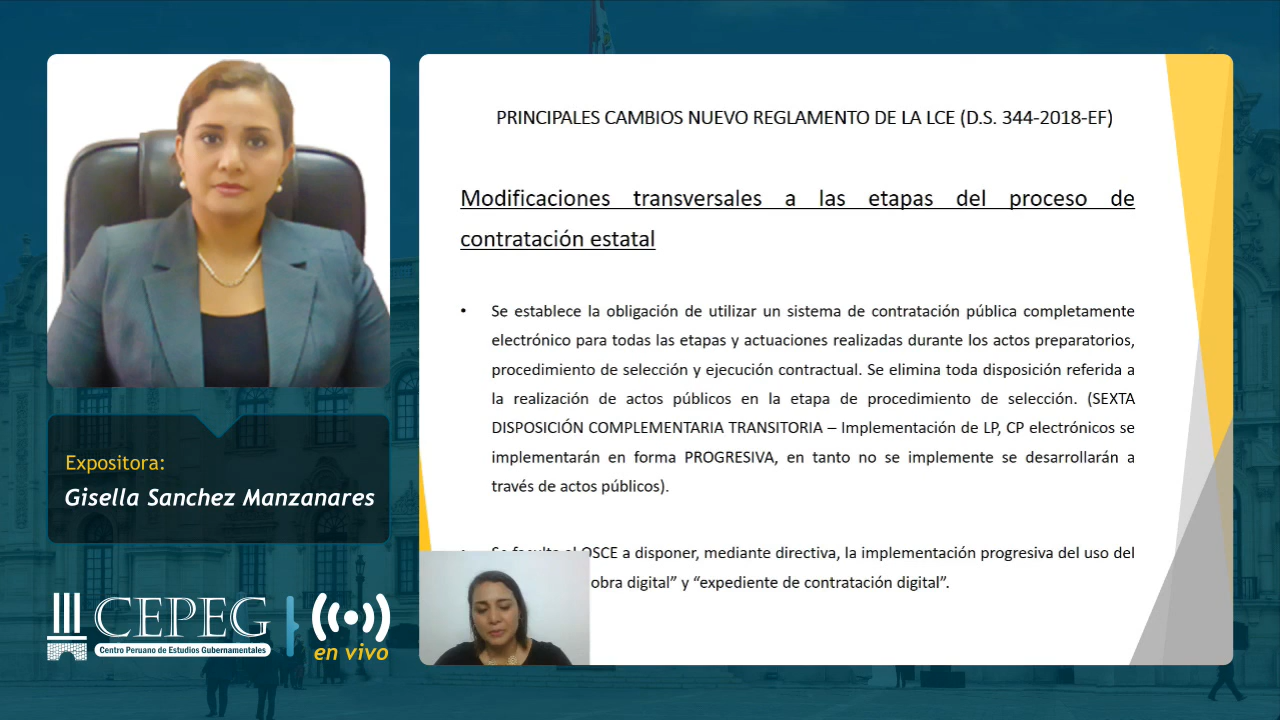 PRINCIPALES CAMBIOS NUEVO REGLAMENTO DE LA LCE (D.S. 344-2018-EF)
Modificaciones transversales a las etapas del proceso de
contratación estatal
• Se establece la obligación de utilizar un sistema de contratación pública completamente
electrónico para todas las etapas y actuaciones realizadas durante los actos preparatorios,
procedimiento de selección y ejecución contractual. Se elimina toda disposición referida a
la realización de actos públicos en la etapa de procedimiento de selección. (SEXTA
DISPOSICIÓN COMPLEMENTARIA TRANSITORIA – Implementación de LP, CP electrónicos se
implementarán en forma PROGRESIVA, en tanto no se implemente se desarrollarán a
través de actos públicos).
OSCE a disponer, mediante directiva, la implementación progresiva del uso del
obra digital” y “expediente de contratación digital”.
Expositora:
Gisella Sanchez Manzanares
CEPEG
Centro Peruano de Estudios Gubernamentales
en vivo